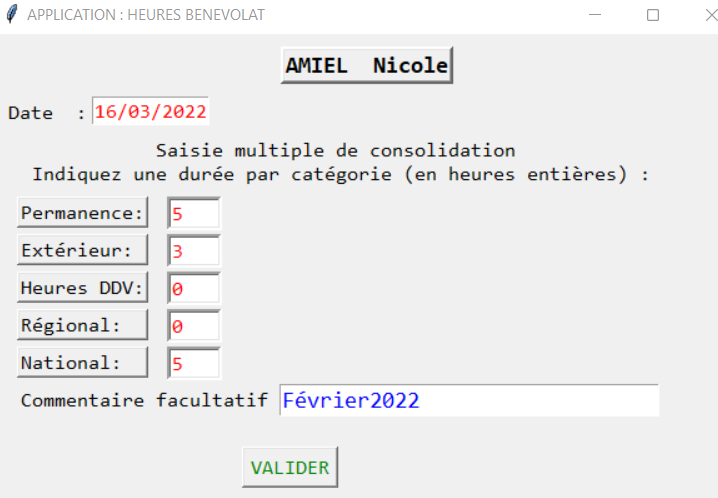 APPLICATION : HEURES BENEVOLAT
AMIEL  Nicole
Date  : 16/03/2022
Saisie multiple de consolidation
Indiquez une durée par catégorie (en heures entières) :
Permanence: 5
Extérieur: 3
Heures DDV: 0
Régional: 0
National: 5
Commentaire facultatif Février2022
VALIDER